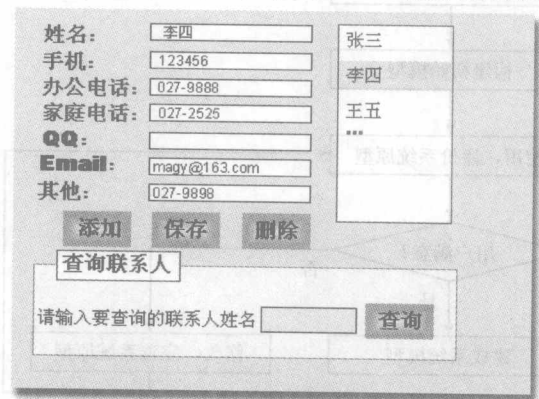 姓名： 李四
手机： 123456
办公电话： 027-9888
家庭电话： 027-2525
QQ：
Email： magy@163.com
其他： 027-9898
张三
李四
王五
...
添加 保存 删除
查询联系人
请输入要查询的联系人姓名 查询